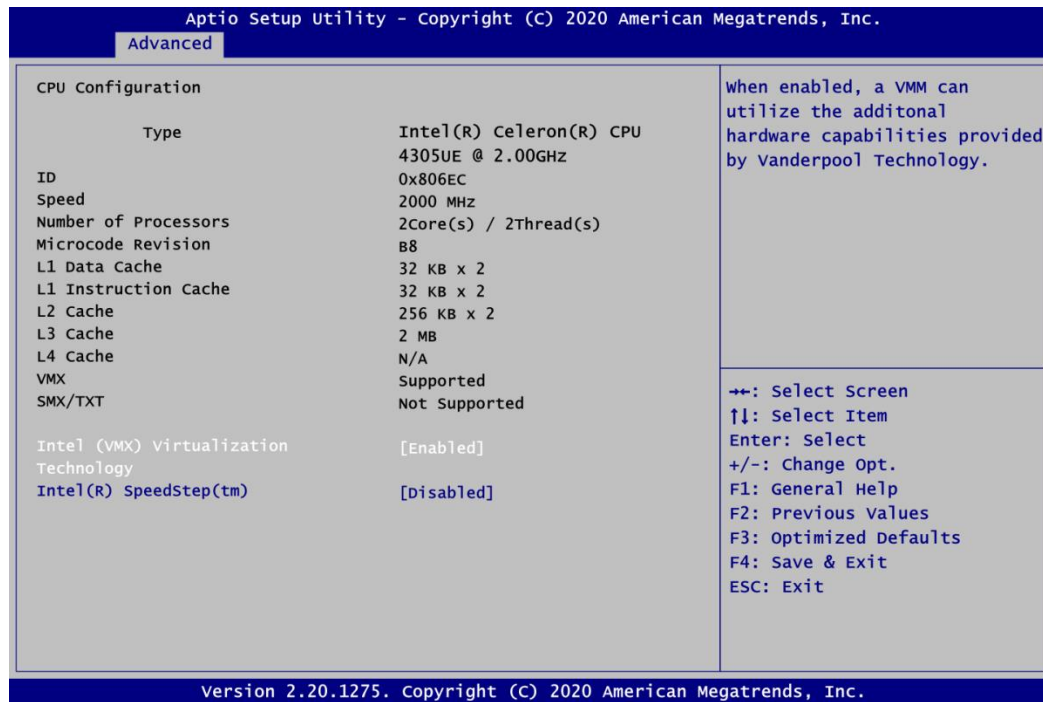 Aptio Setup Utility – Copyright (C) 2020 American Megatrends, Inc.
Advanced
CPU Configuration
Type Intel(R) Celeron(R) CPU
4305UE @ 2.00GHz
ID 0x806EC
Speed 2000 MHz
Number of Processors 2Core(s) / 2Thread(s)
Microcode Revision B8
L1 Data Cache 32 KB x 2
L1 Instruction Cache 32 KB x 2
L2 Cache 256 KB x 2
L3 Cache 2 MB
L4 Cache N/A
VMX Supported
SMX/TXT Not Supported
Intel (VMX) Virtualization [Enabled]
Technology
Intel(R) SpeedStep(tm) [Disabled]
When enabled, a VMM can
utilize the additonal
hardware capabilities provided
by Vanderpool Technology.
→←: Select Screen
↑↓: Select Item
Enter: Select
+/-: Change Opt.
F1: General Help
F2: Previous Values
F3: Optimized Defaults
F4: Save & Exit
ESC: Exit
Version 2.20.1275. Copyright (C) 2020 American Megatrends, Inc.